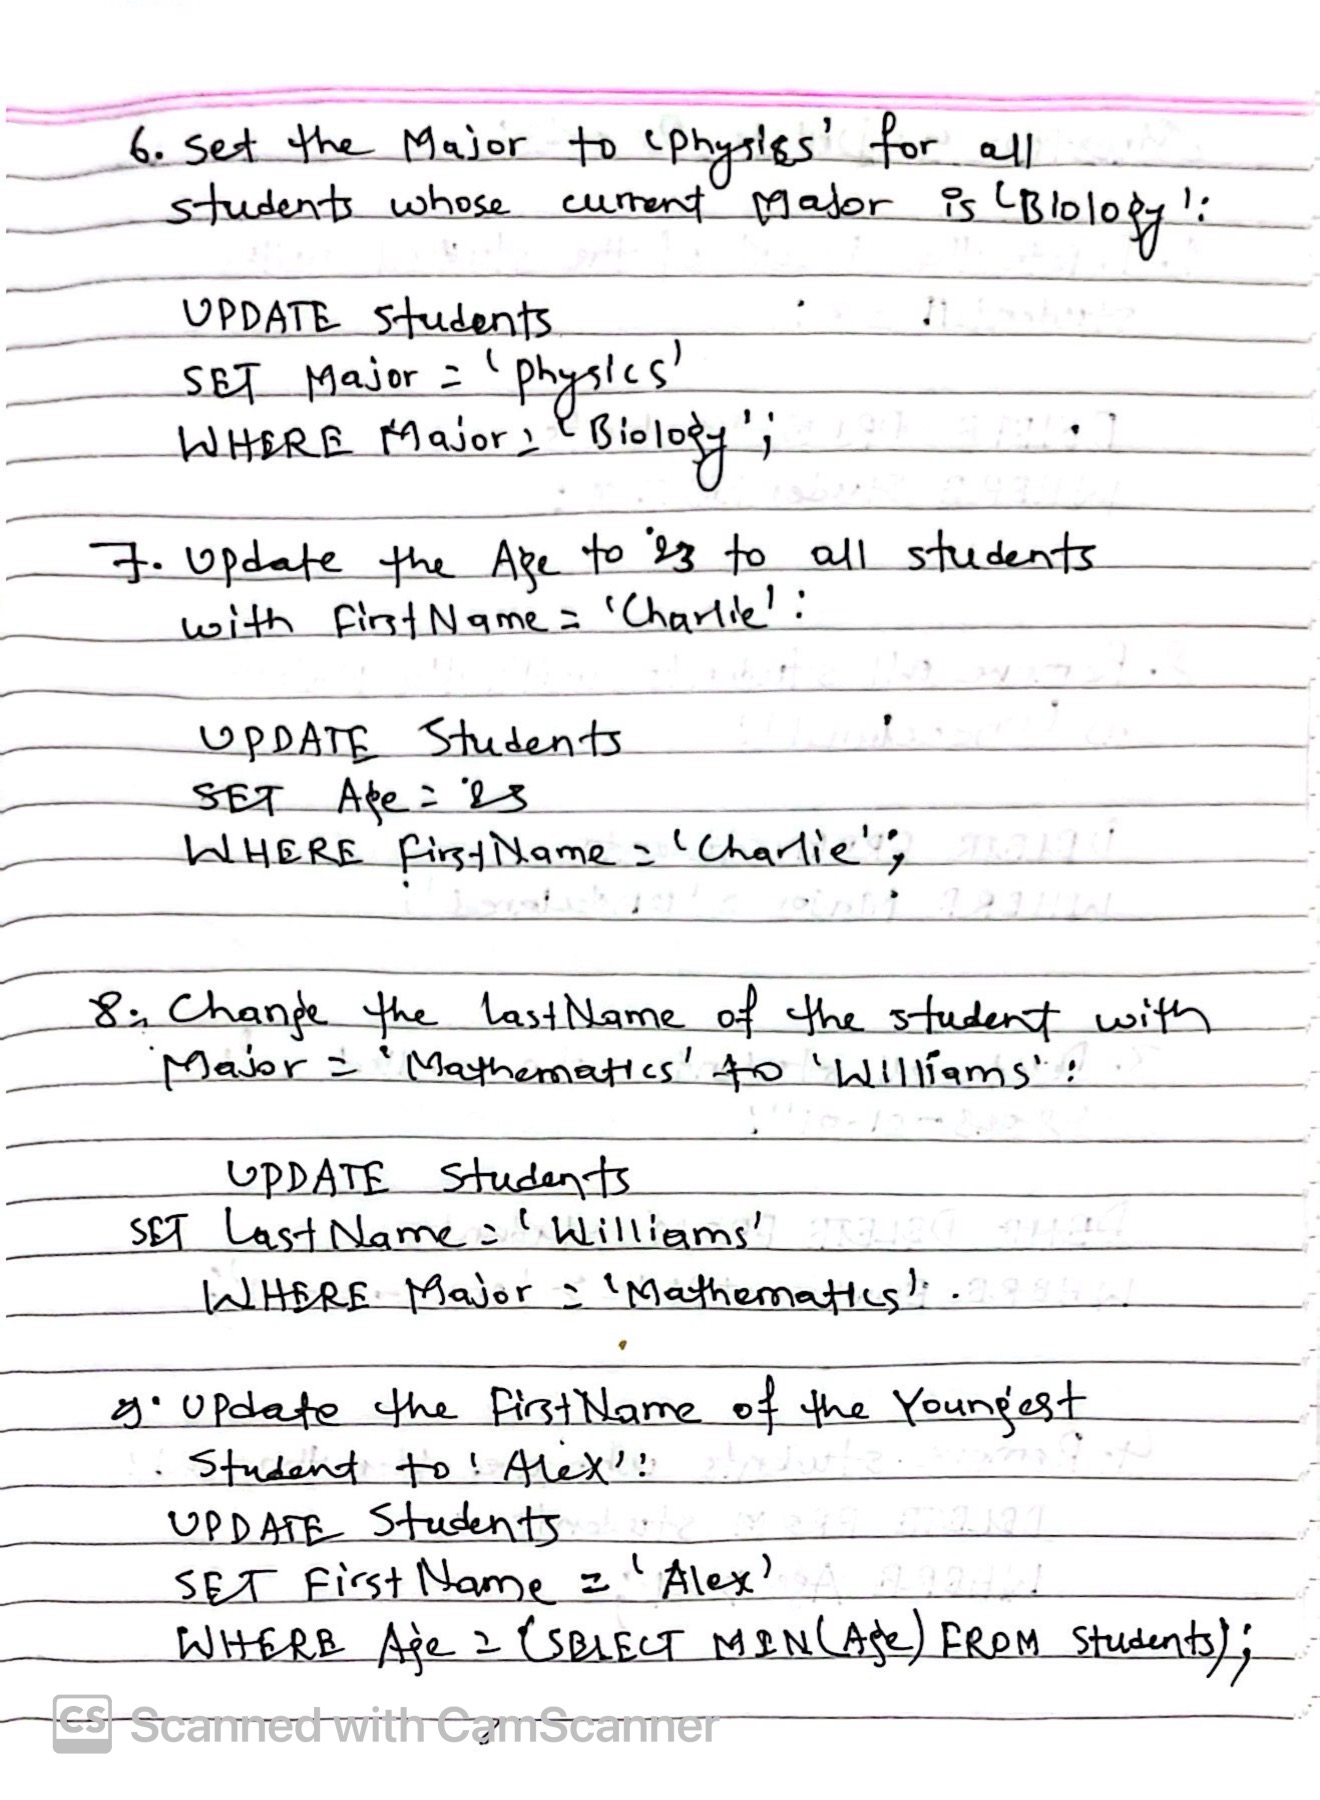 6. Set the Major to 'Physics' for all
students whose current Major is 'Biology':
UPDATE students
SET Major = 'Physics'
WHERE Major = 'Biology';
7. Update the Age to 23 to all students
with FirstName = 'Charlie':
UPDATE Students
SET Age = 23
WHERE FirstName = 'Charlie';
8. Change the LastName of the student with
Major = 'Mathematics' to 'Williams':
UPDATE Students
SET LastName = 'Williams'
WHERE Major = 'Mathematics'.
9. Update the FirstName of the Youngest
Student to 'Alex':
UPDATE Students
SET FirstName = 'Alex'
WHERE Age = (SELECT MIN(Age) FROM Students);
CS Scanned with CamScanner